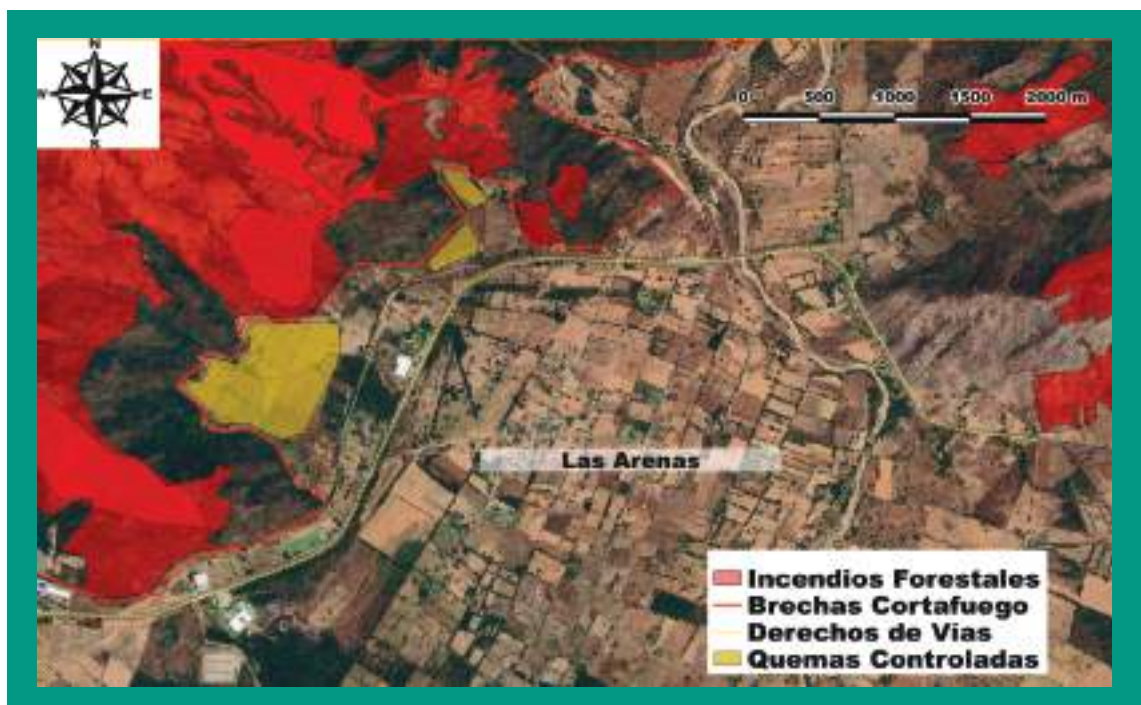 N
W
E
S
0 500 1000 1500 2000 m
Las Arenas
Incendios Forestales
Brechas Cortafuego
Derechos de Vías
Quemas Controladas